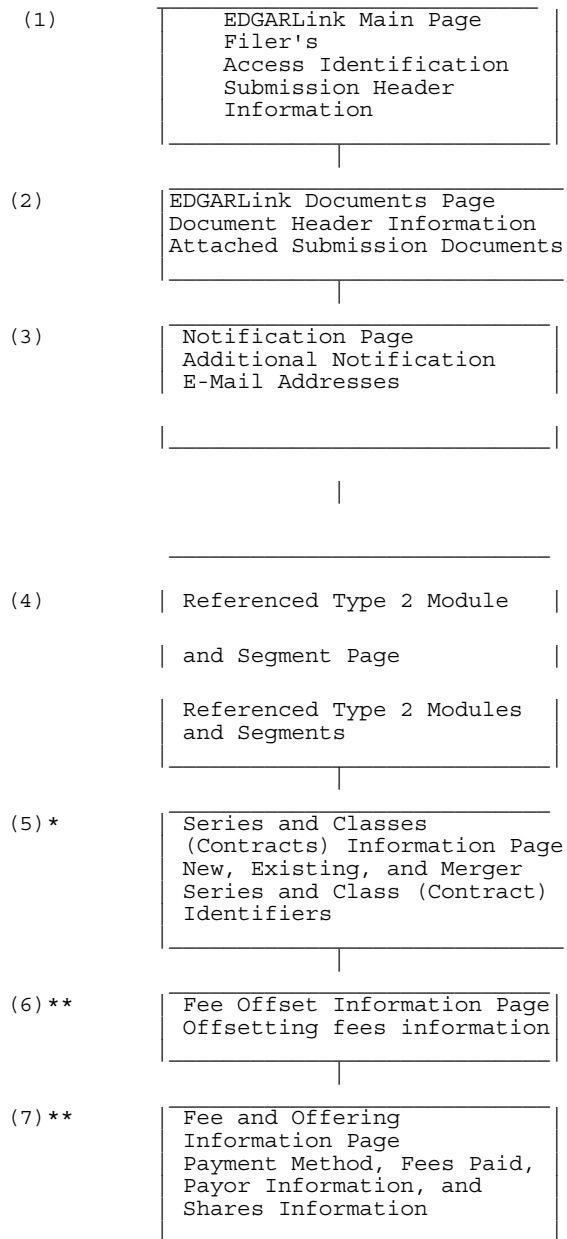 (1) EDGARLink Main Page
Filer's
Access Identification
Submission Header
Information
(2) EDGARLink Documents Page
Document Header Information
Attached Submission Documents
(3) Notification Page
Additional Notification
E-Mail Addresses
(4) Referenced Type 2 Module
and Segment Page
Referenced Type 2 Modules
and Segments
(5)* Series and Classes
(Contracts) Information Page
New, Existing, and Merger
Series and Class (Contract)
Identifiers
(6)** Fee Offset Information Page
Offsetting fees information
(7)** Fee and Offering
Information Page
Payment Method, Fees Paid,
Payor Information, and
Shares Information